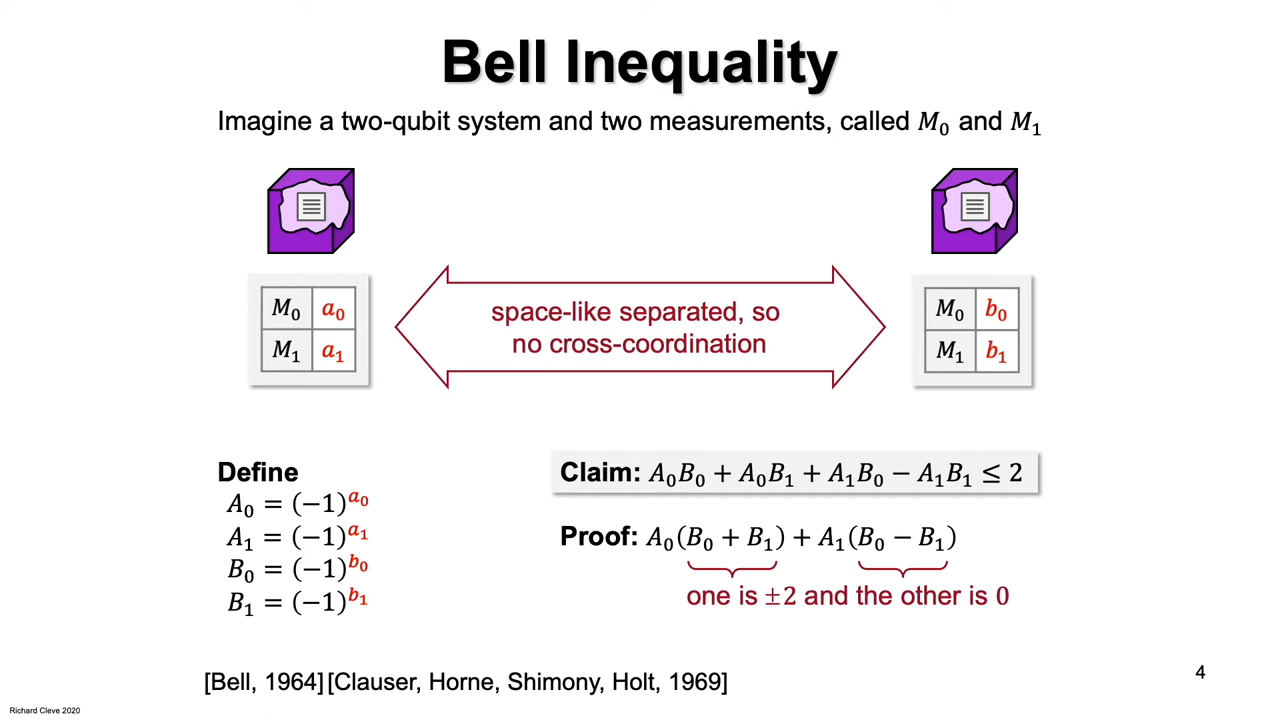 Bell Inequality
Imagine a two-qubit system and two measurements, called M₀ and M₁
M₀ a₀
M₁ a₁
space-like separated, so
no cross-coordination
M₀ b₀
M₁ b₁
Define
A₀ = (−1)^a₀
A₁ = (−1)^a₁
B₀ = (−1)^b₀
B₁ = (−1)^b₁
Claim: A₀B₀ + A₀B₁ + A₁B₀ − A₁B₁ ≤ 2
Proof: A₀(B₀ + B₁) + A₁(B₀ − B₁)
one is ±2 and the other is 0
[Bell, 1964] [Clauser, Horne, Shimony, Holt, 1969]
4
Richard Cleve 2020